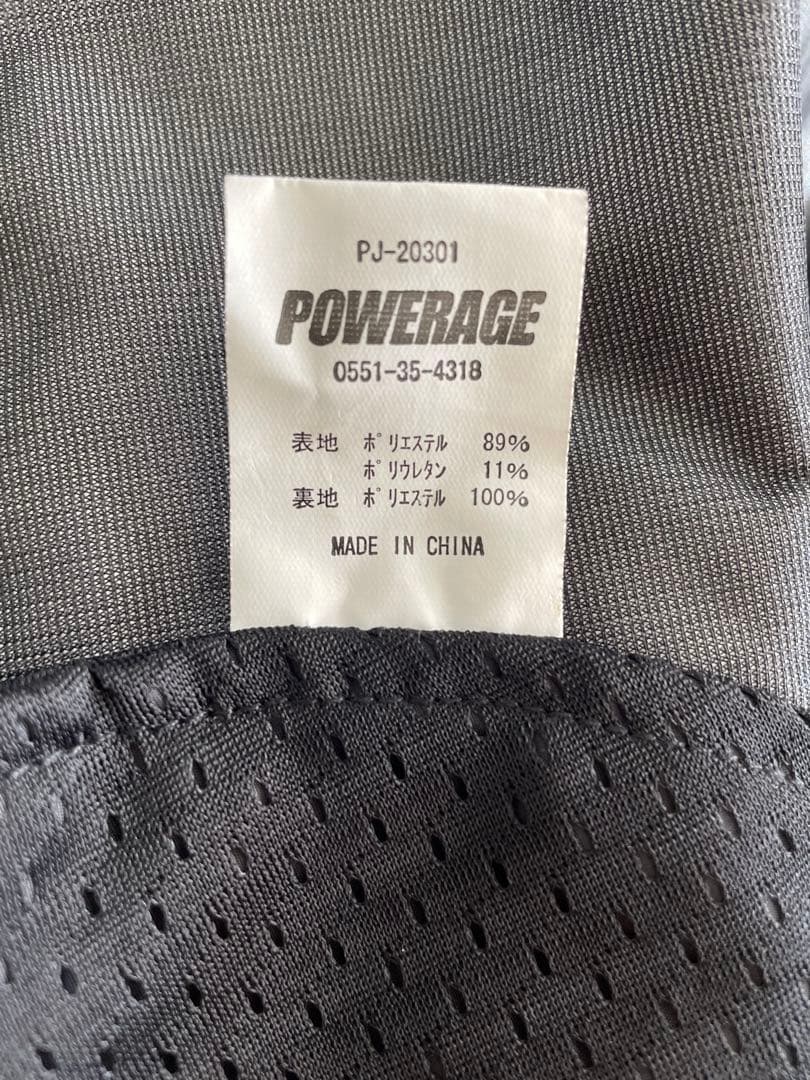 PJ-20301
POWERAGE
0551-35-4318
表地 ポリエステル 89%
ポリウレタン 11%
裏地 ポリエステル 100%
MADE IN CHINA